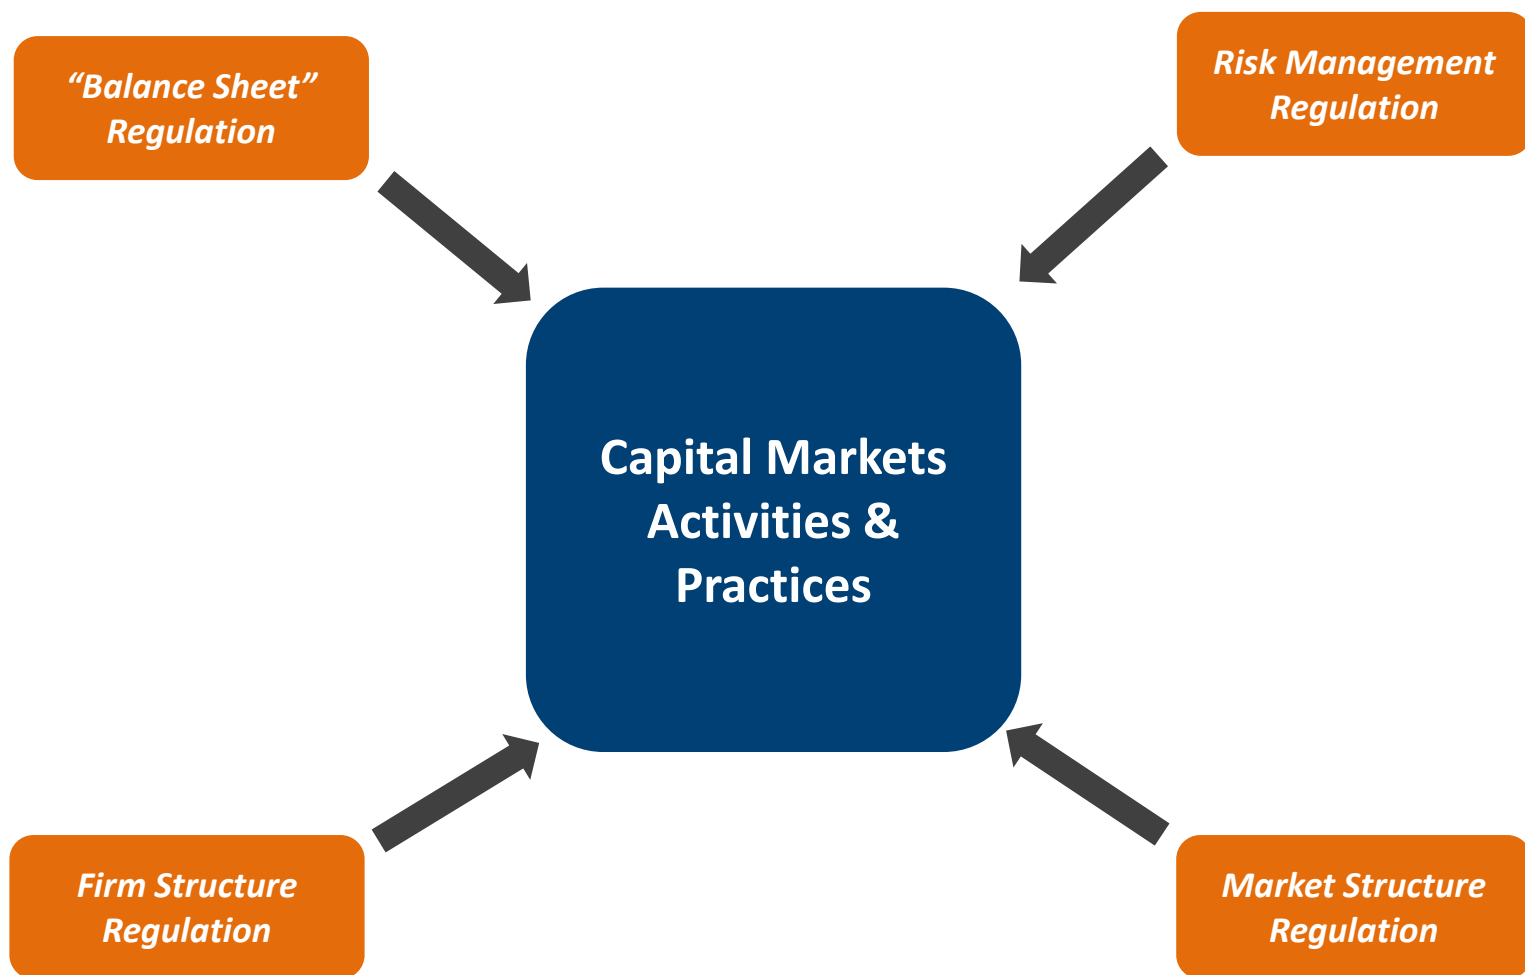 “Balance Sheet”
Regulation
Risk Management
Regulation
Capital Markets
Activities &
Practices
Firm Structure
Regulation
Market Structure
Regulation